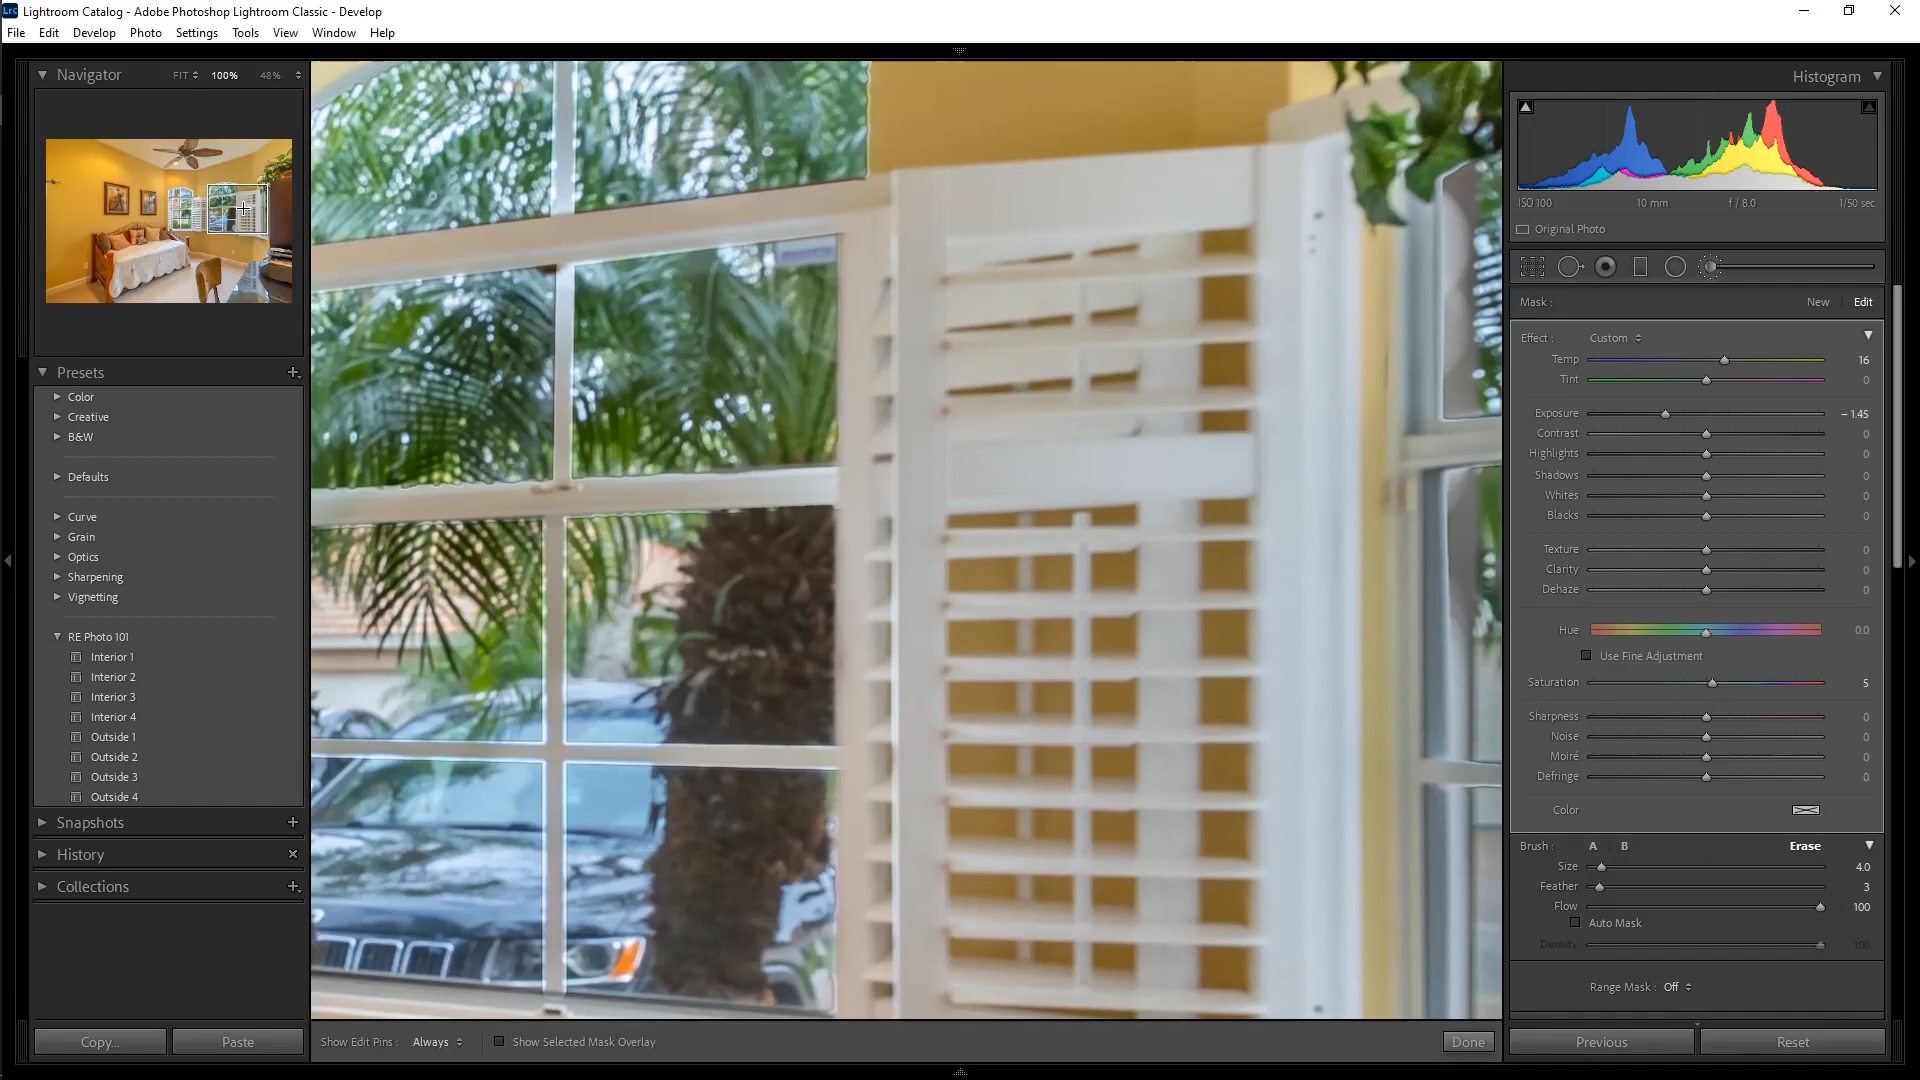 Lrc Lightroom Catalog - Adobe Photoshop Lightroom Classic - Develop
File Edit Develop Photo Settings Tools View Window Help
Navigator FIT 100% 48%
Presets
Color
Creative
B&W
Defaults
Curve
Grain
Optics
Sharpening
Vignetting
RE Photo 101
Interior 1
Interior 2
Interior 3
Interior 4
Outside 1
Outside 2
Outside 3
Outside 4
Snapshots
History
Collections
Copy... Paste
Show Edit Pins : Always Show Selected Mask Overlay Done
Histogram
ISO 100 10 mm f / 8.0 1/50 sec
Original Photo
Mask : New Edit
Effect : Custom
Temp 16
Tint 0
Exposure – 1.45
Contrast 0
Highlights 0
Shadows 0
Whites 0
Blacks 0
Texture 0
Clarity 0
Dehaze 0
Hue 0.0
Use Fine Adjustment
Saturation 5
Sharpness 0
Noise 0
Moiré 0
Defringe 0
Color
Brush : A B Erase
Size 4.0
Feather 3
Flow 100
Auto Mask
Density 100
Range Mask : Off
Previous Reset